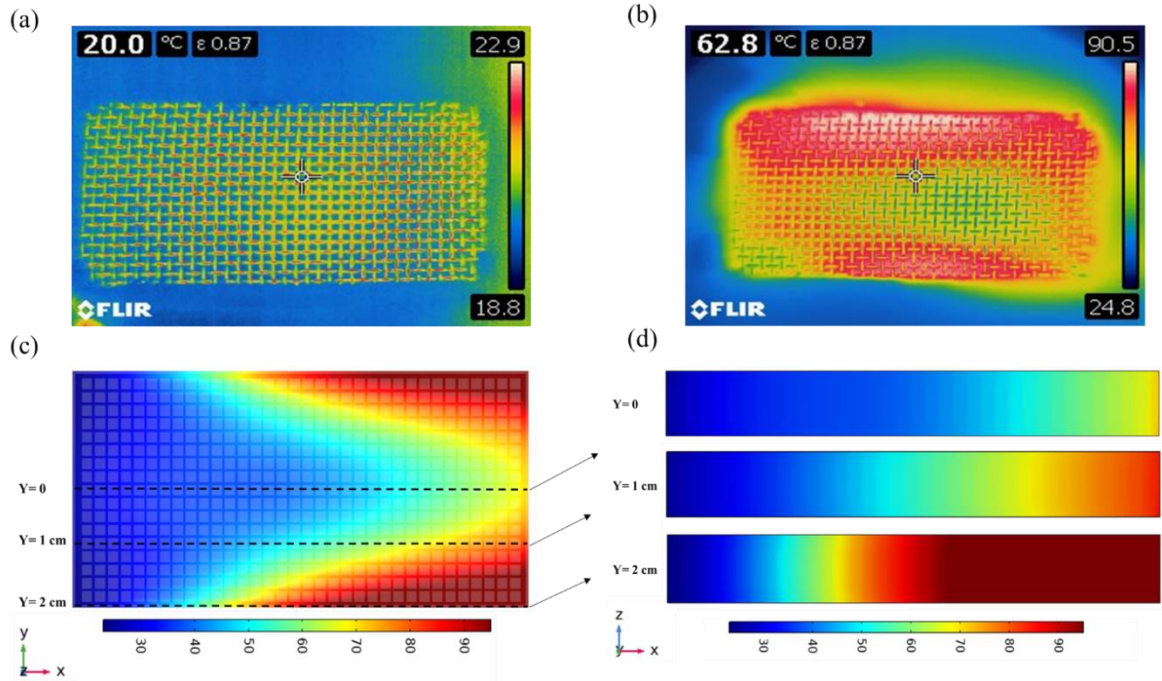 (a)
(b)
20.0 °C ε 0.87 22.9
62.8 °C ε 0.87 90.5
FLIR 18.8
FLIR 24.8
(c)
(d)
Y= 0
Y= 1 cm
Y= 2 cm
Y= 0
Y= 1 cm
Y= 2 cm
y
z x
30 40 50 60 70 80 90
z
y x
30 40 50 60 70 80 90